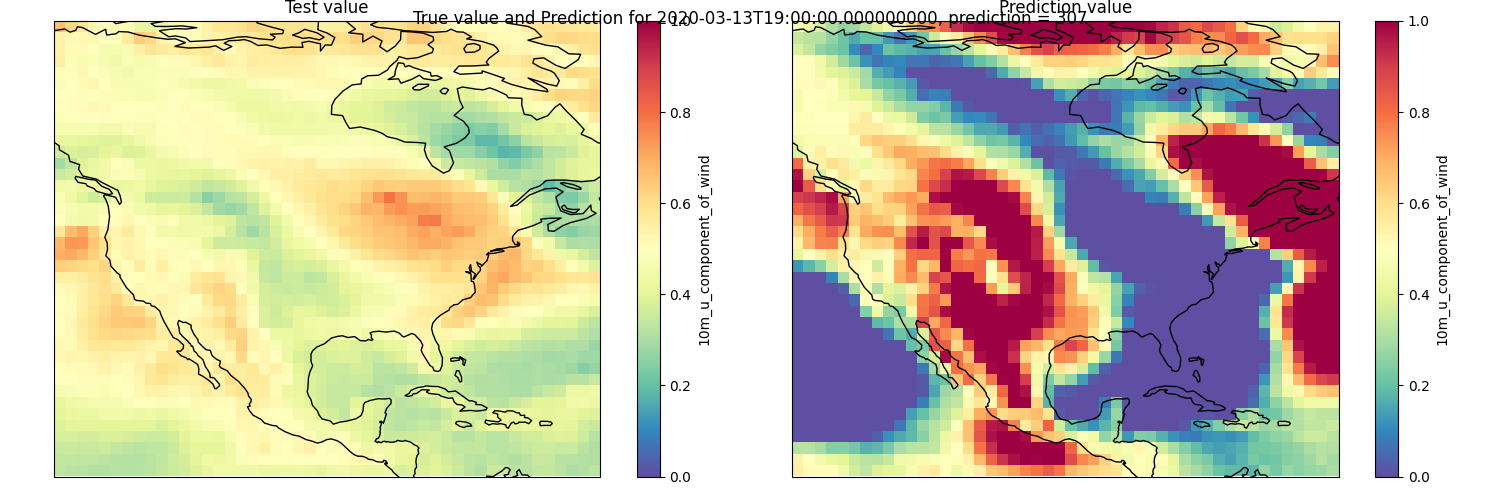 Test value
True value and Prediction for 2020-03-13T19:00:00.000000000, prediction = 307
Prediction value
1.0
0.8
0.6
0.4
0.2
0.0
10m_u_component_of_wind
1.0
0.8
0.6
0.4
0.2
0.0
10m_u_component_of_wind